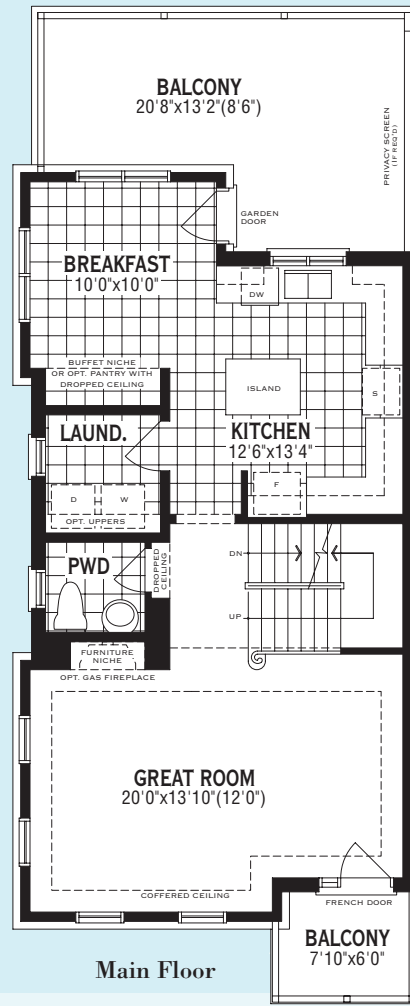 BALCONY
20'8"x13'2"(8'6")
PRIVACY SCREEN
(IF REQ'D)
GARDEN
DOOR
BREAKFAST
10'0"x10'0"
DW
BUFFET NICHE
OR OPT. PANTRY WITH
DROPPED CEILING
ISLAND
S
LAUND.
KITCHEN
12'6"x13'4"
D
W
F
OPT. UPPERS
PWD
DROPPED
CEILING
DN
UP
FURNITURE
NICHE
OPT. GAS FIREPLACE
GREAT ROOM
20'0"x13'10"(12'0")
COFFERED CEILING
FRENCH DOOR
BALCONY
7'10"x6'0"
Main Floor